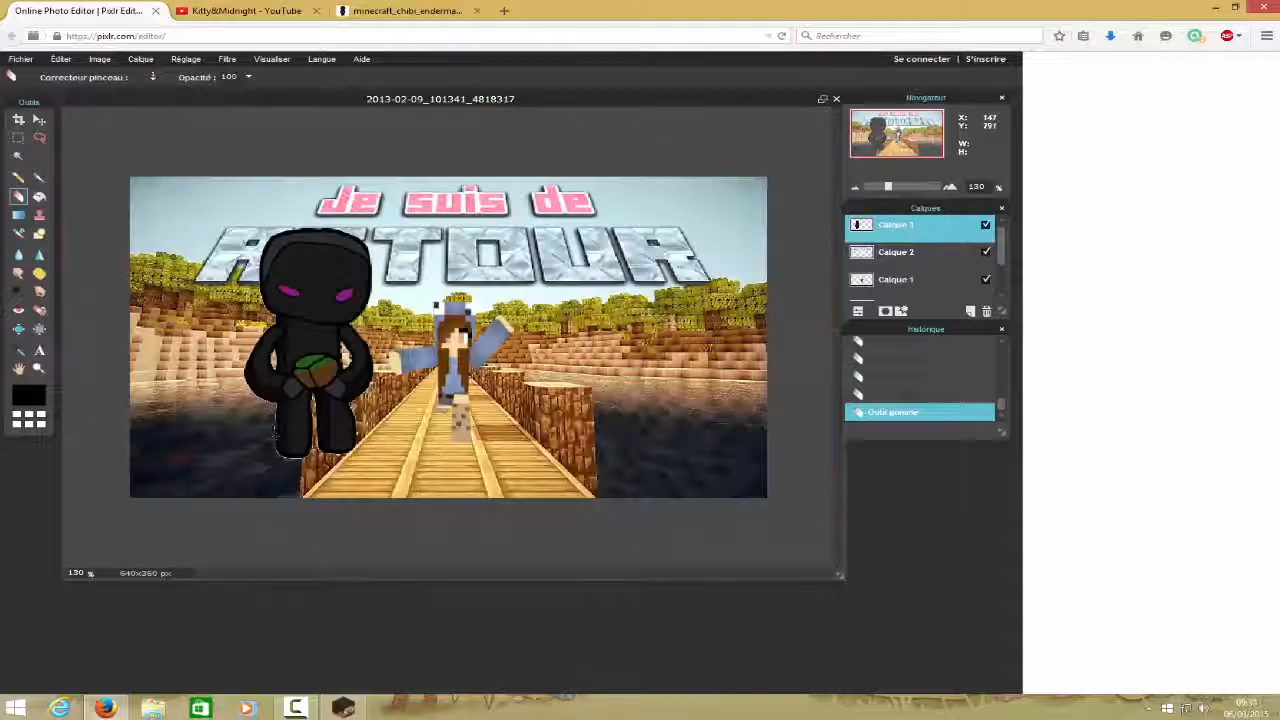 Online Photo Editor | Pixlr Edit...
Kitty&Midnight - YouTube
minecraft_chibi_enderma...
https://pixlr.com/editor/
Rechercher
Fichier Éditer Image Calque Réglage Filtre Visualiser Langue Aide
Se connecter | S'inscrire
Correcteur pinceau : Opacité : 100
Outils
2013-02-09_101341_4818317
Navigateur
X: 147
Y: 291
W:
H:
130 %
Calques
Calque 3
Calque 2
Calque 1
Historique
Outil gomme
Je suis de
RETOUR
130 %
640x360 px